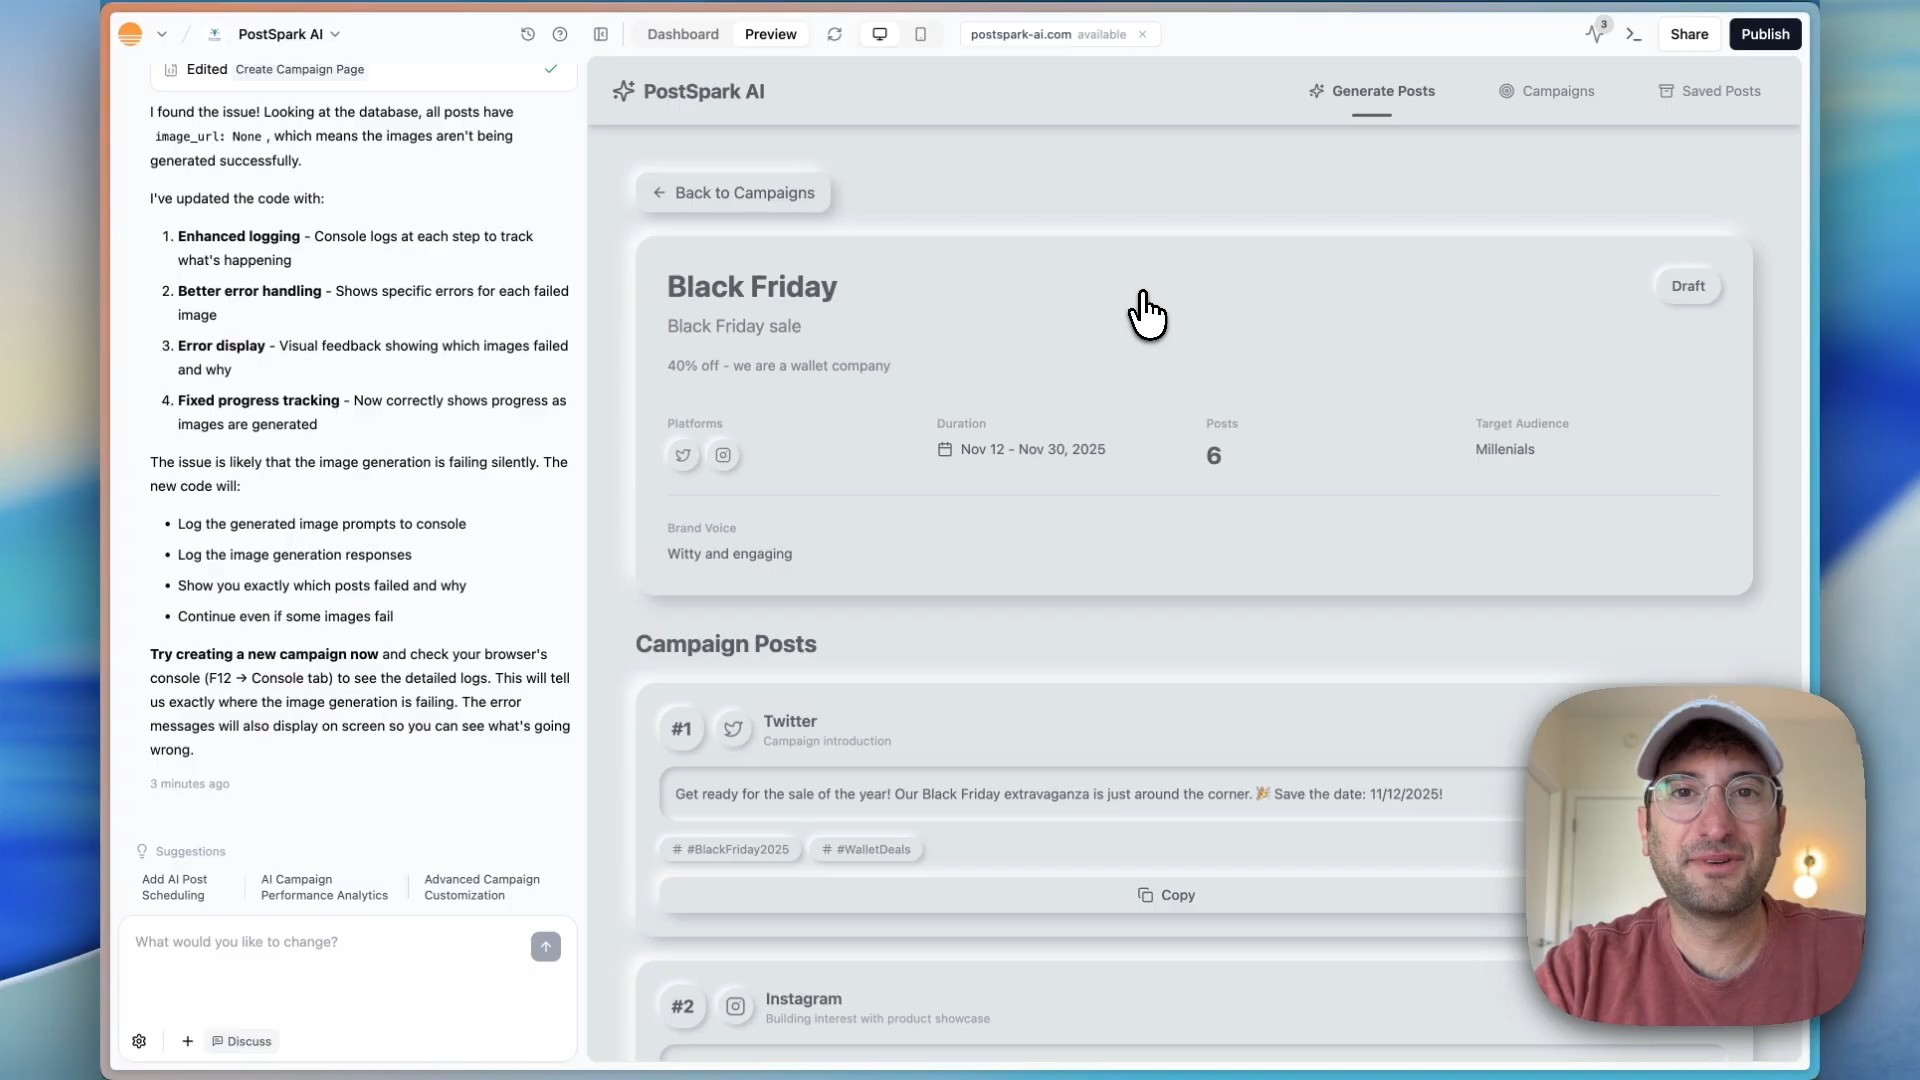 PostSpark AI
Dashboard
Preview
postspark-ai.com available
3
Share
Publish
Edited Create Campaign Page
I found the issue! Looking at the database, all posts have
image_url: None , which means the images aren't being
generated successfully.
I've updated the code with:
1. Enhanced logging - Console logs at each step to track
what's happening
2. Better error handling - Shows specific errors for each failed
image
3. Error display - Visual feedback showing which images failed
and why
4. Fixed progress tracking - Now correctly shows progress as
images are generated
The issue is likely that the image generation is failing silently. The
new code will:
• Log the generated image prompts to console
• Log the image generation responses
• Show you exactly which posts failed and why
• Continue even if some images fail
Try creating a new campaign now and check your browser's
console (F12 → Console tab) to see the detailed logs. This will tell
us exactly where the image generation is failing. The error
messages will also display on screen so you can see what's going
wrong.
3 minutes ago
Suggestions
Add AI Post
Scheduling
AI Campaign
Performance Analytics
Advanced Campaign
Customization
What would you like to change?
Discuss
PostSpark AI
Generate Posts
Campaigns
Saved Posts
← Back to Campaigns
Black Friday
Draft
Black Friday sale
40% off - we are a wallet company
Platforms
Duration
Nov 12 - Nov 30, 2025
Posts
6
Target Audience
Millenials
Brand Voice
Witty and engaging
Campaign Posts
#1
Twitter
Campaign introduction
Get ready for the sale of the year! Our Black Friday extravaganza is just around the corner. 🎉 Save the date: 11/12/2025!
# #BlackFriday2025
# #WalletDeals
Copy
#2
Instagram
Building interest with product showcase